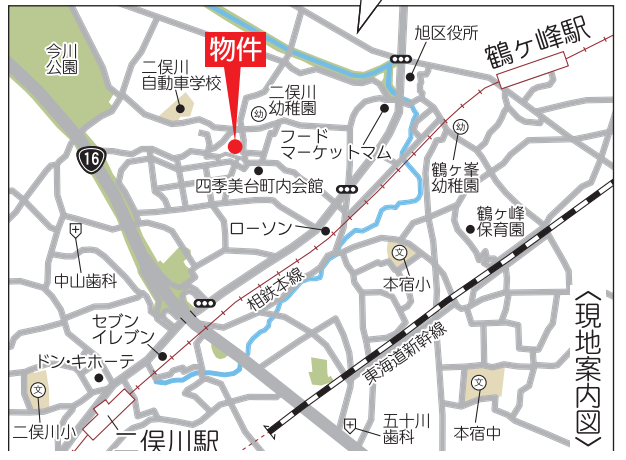 今川
公園
二俣川
自動車学校
物件
二俣川
幼稚園
幼
旭区役所
鶴ヶ峰駅
フード
マーケットマム
16
四季美台町内会館
幼
鶴ヶ峯
幼稚園
ローソン
鶴ヶ峰
保育園
中山歯科
相鉄本線
文
本宿小
セブン
イレブン
ドン・キホーテ
東海道新幹線
〈現地案内図〉
文
二俣川小
二俣川駅
五十川
歯科
文
本宿中